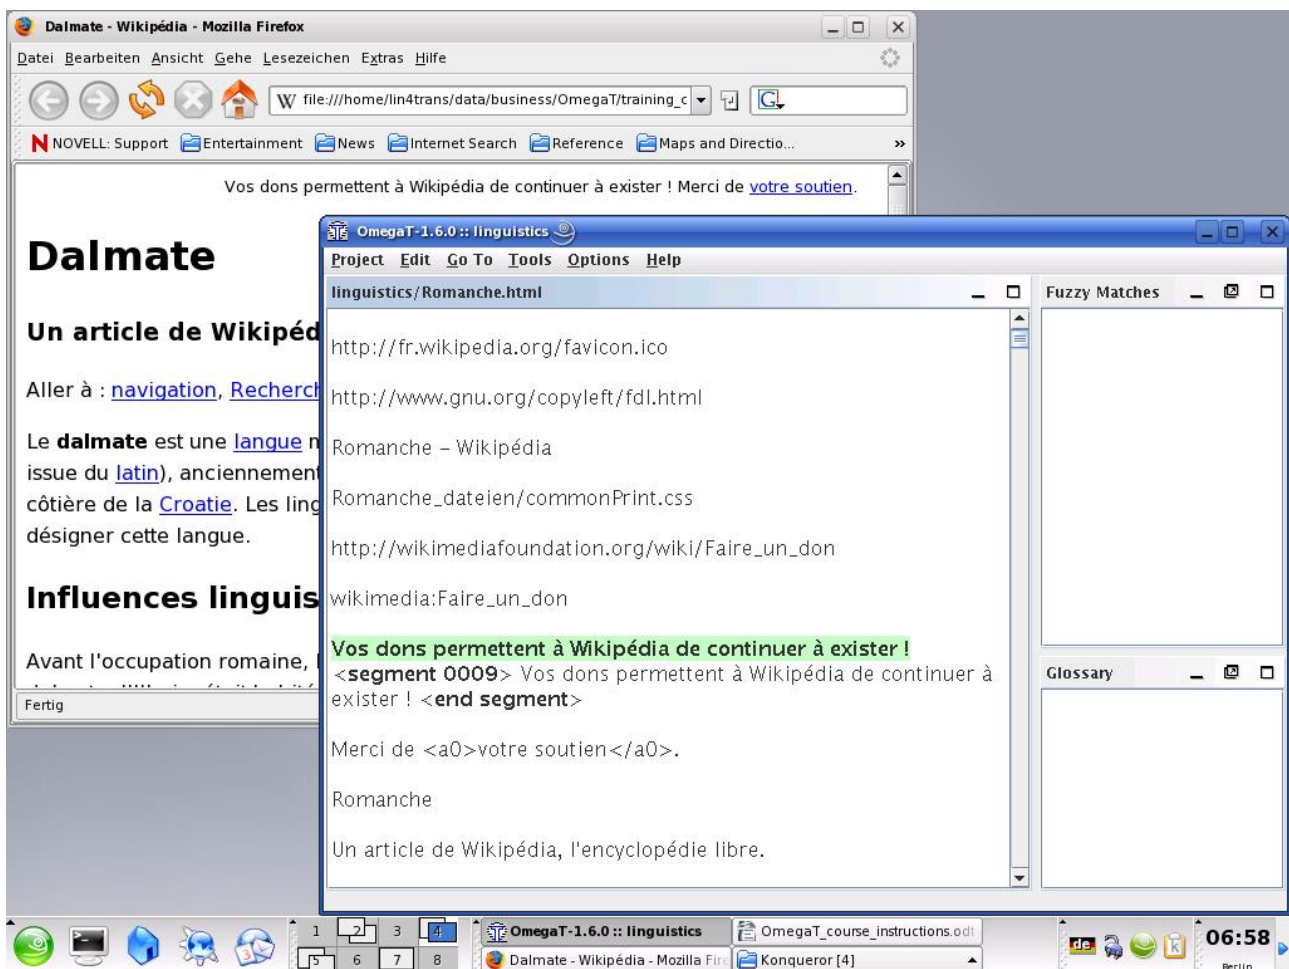 Dalmate - Wikipédia - Mozilla Firefox
Datei Bearbeiten Ansicht Gehe Lesezeichen Extras Hilfe
file:///home/lin4trans/data/business/OmegaT/training_c
NOVELL: Support Entertainment News Internet Search Reference Maps and Directio... »
Vos dons permettent à Wikipédia de continuer à exister ! Merci de votre soutien.
Dalmate
Un article de Wikipéd
Aller à : navigation, Recherch
Le dalmate est une langue
issue du latin), anciennement
côtière de la Croatie. Les ling
désigner cette langue.
Influences linguis
Avant l'occupation romaine,
Fertig
OmegaT-1.6.0 :: linguistics
Project Edit Go To Tools Options Help
linguistics/Romanche.html
http://fr.wikipedia.org/favicon.ico
http://www.gnu.org/copyleft/fdl.html
Romanche – Wikipédia
Romanche_dateien/commonPrint.css
http://wikimediafoundation.org/wiki/Faire_un_don
wikimedia:Faire_un_don
Vos dons permettent à Wikipédia de continuer à exister !
<segment 0009> Vos dons permettent à Wikipédia de continuer à
exister ! <end segment>
Merci de <a0>votre soutien</a0>.
Romanche
Un article de Wikipédia, l'encyclopédie libre.
Fuzzy Matches
Glossary
1 2 3 4
5 6 7 8
OmegaT-1.6.0 :: linguistics
OmegaT_course_instructions.odt
Dalmate - Wikipédia - Mozilla Fire
Konqueror [4]
de
06:58
Berlin